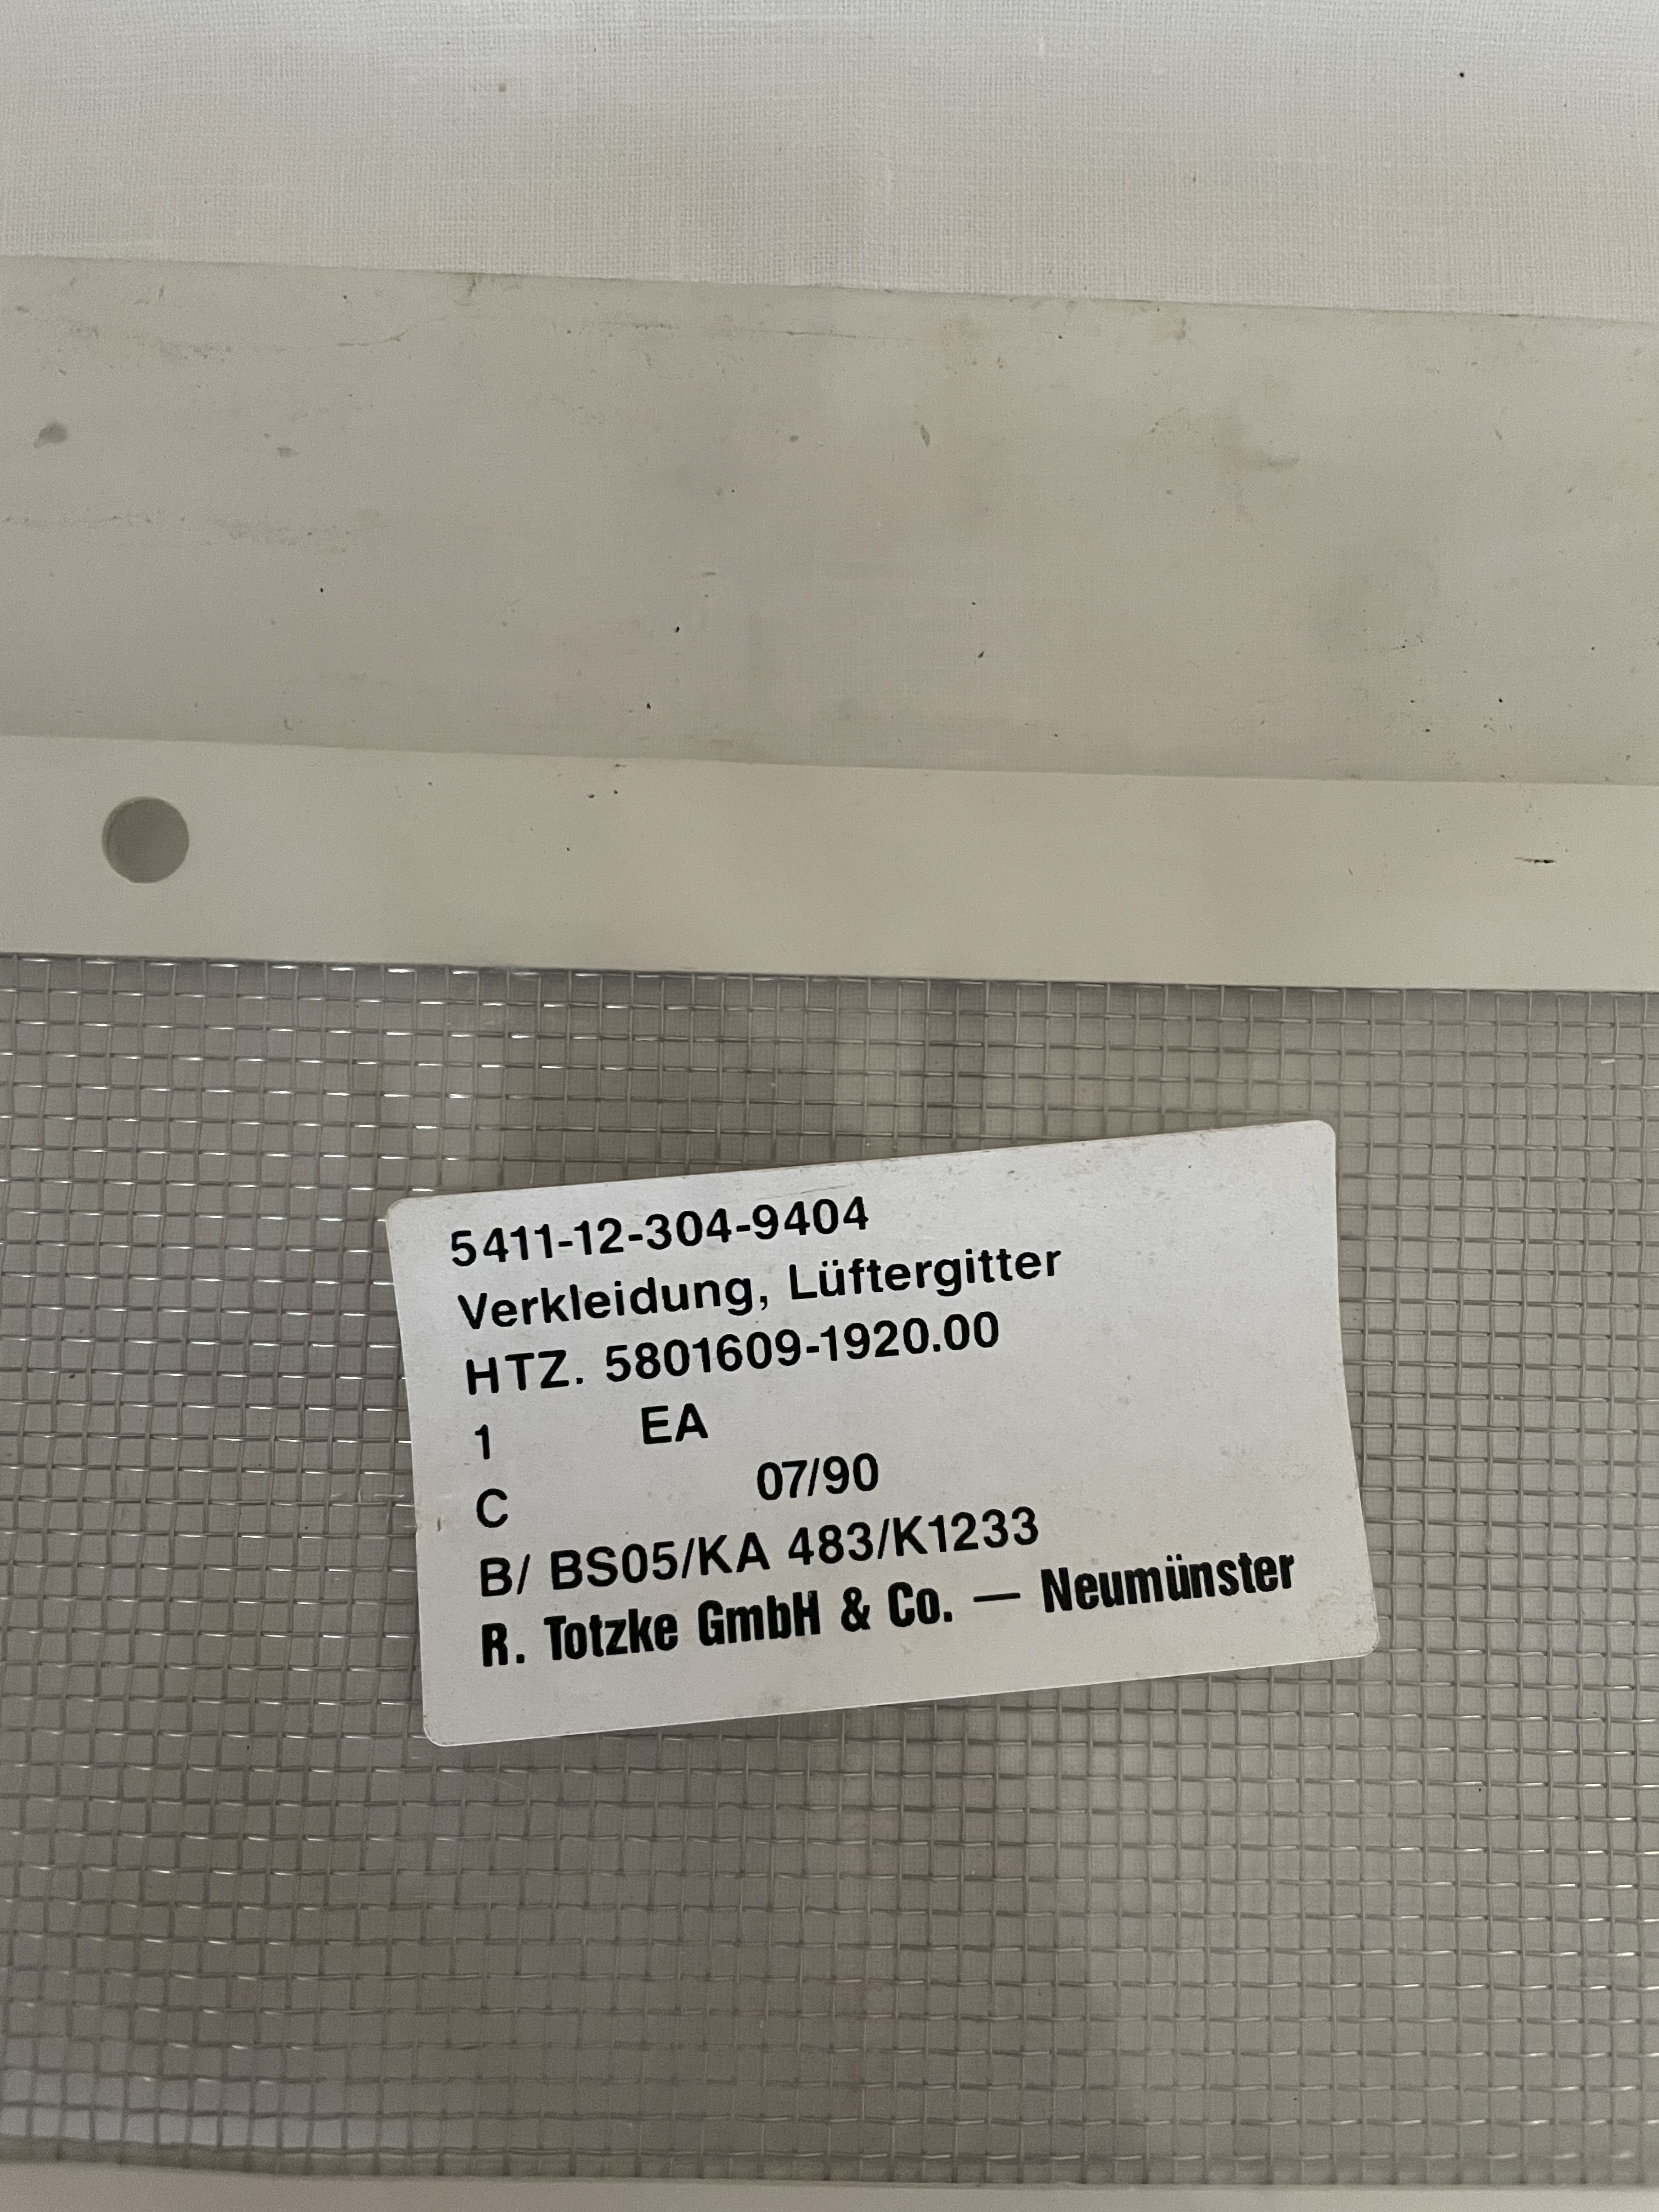 5411-12-304-9404
Verkleidung, Lüftergitter
HTZ. 5801609-1920.00
1 EA
C 07/90
B/ BS05/KA 483/K1233
R. Totzke GmbH & Co. — Neumünster